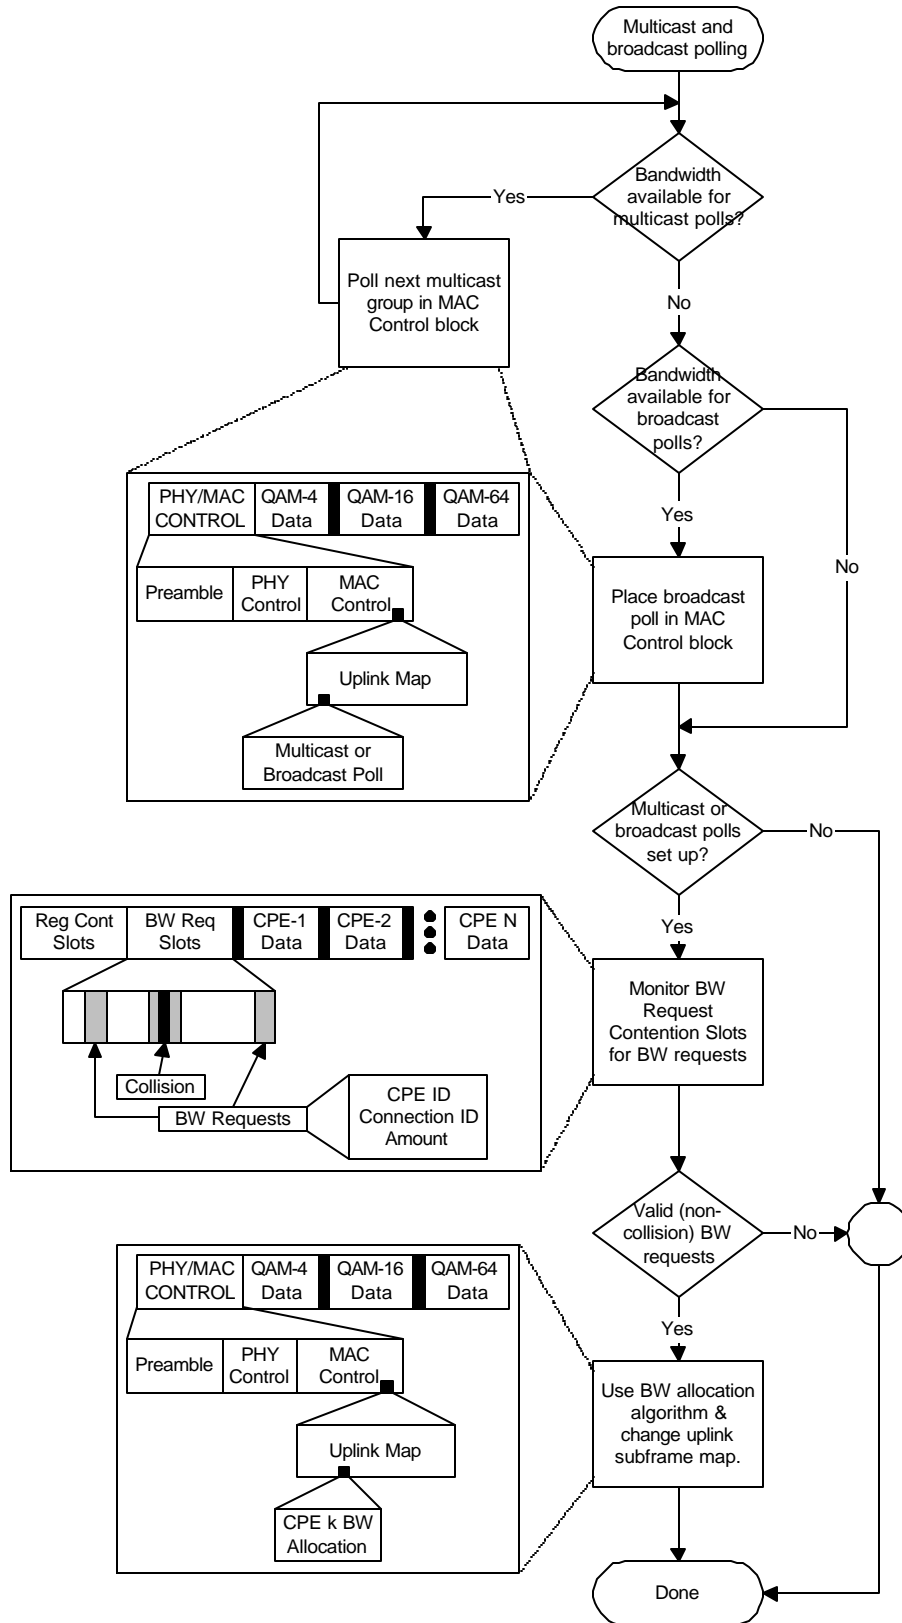 Multicast and
broadcast polling
Bandwidth
available for
multicast polls?
Yes
No
Poll next multicast
group in MAC
Control block
Bandwidth
available for
broadcast
polls?
Yes
No
PHY/MAC
CONTROL
QAM-4
Data
QAM-16
Data
QAM-64
Data
Preamble
PHY
Control
MAC
Control
Uplink Map
Multicast or
Broadcast Poll
Place broadcast
poll in MAC
Control block
Multicast or
broadcast polls
set up?
No
Yes
Reg Cont
Slots
BW Req
Slots
CPE-1
Data
CPE-2
Data
CPE N
Data
Collision
BW Requests
CPE ID
Connection ID
Amount
Monitor BW
Request
Contention Slots
for BW requests
Valid (non-
collision) BW
requests
No
Yes
PHY/MAC
CONTROL
QAM-4
Data
QAM-16
Data
QAM-64
Data
Preamble
PHY
Control
MAC
Control
Uplink Map
CPE k BW
Allocation
Use BW allocation
algorithm &
change uplink
subframe map.
Done